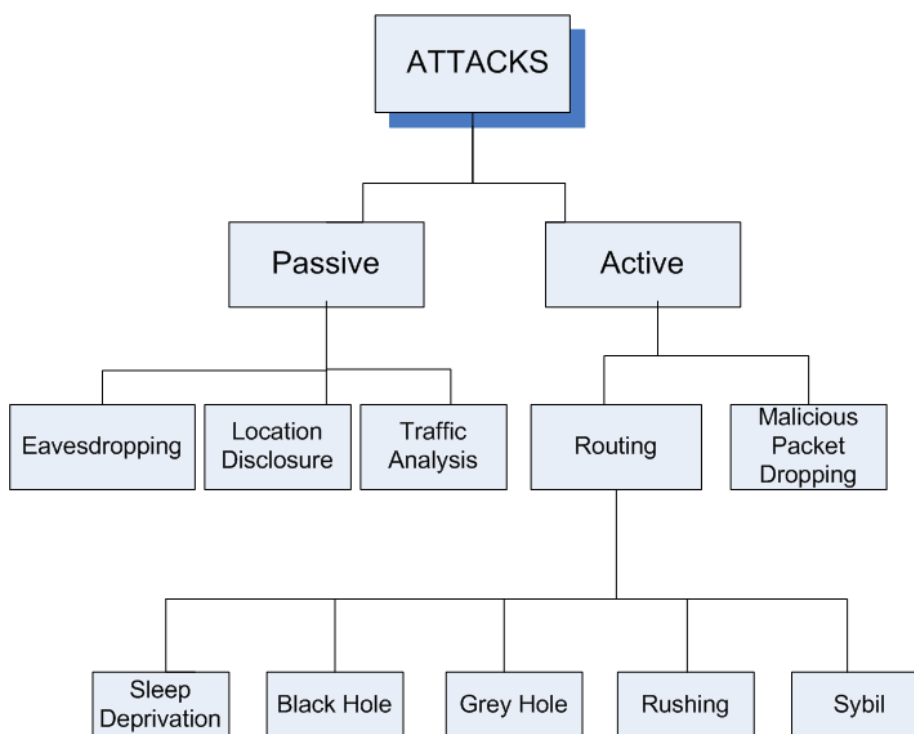 ATTACKS
Passive
Active
Eavesdropping
Location
Disclosure
Traffic
Analysis
Routing
Malicious
Packet
Dropping
Sleep
Deprivation
Black Hole
Grey Hole
Rushing
Sybil